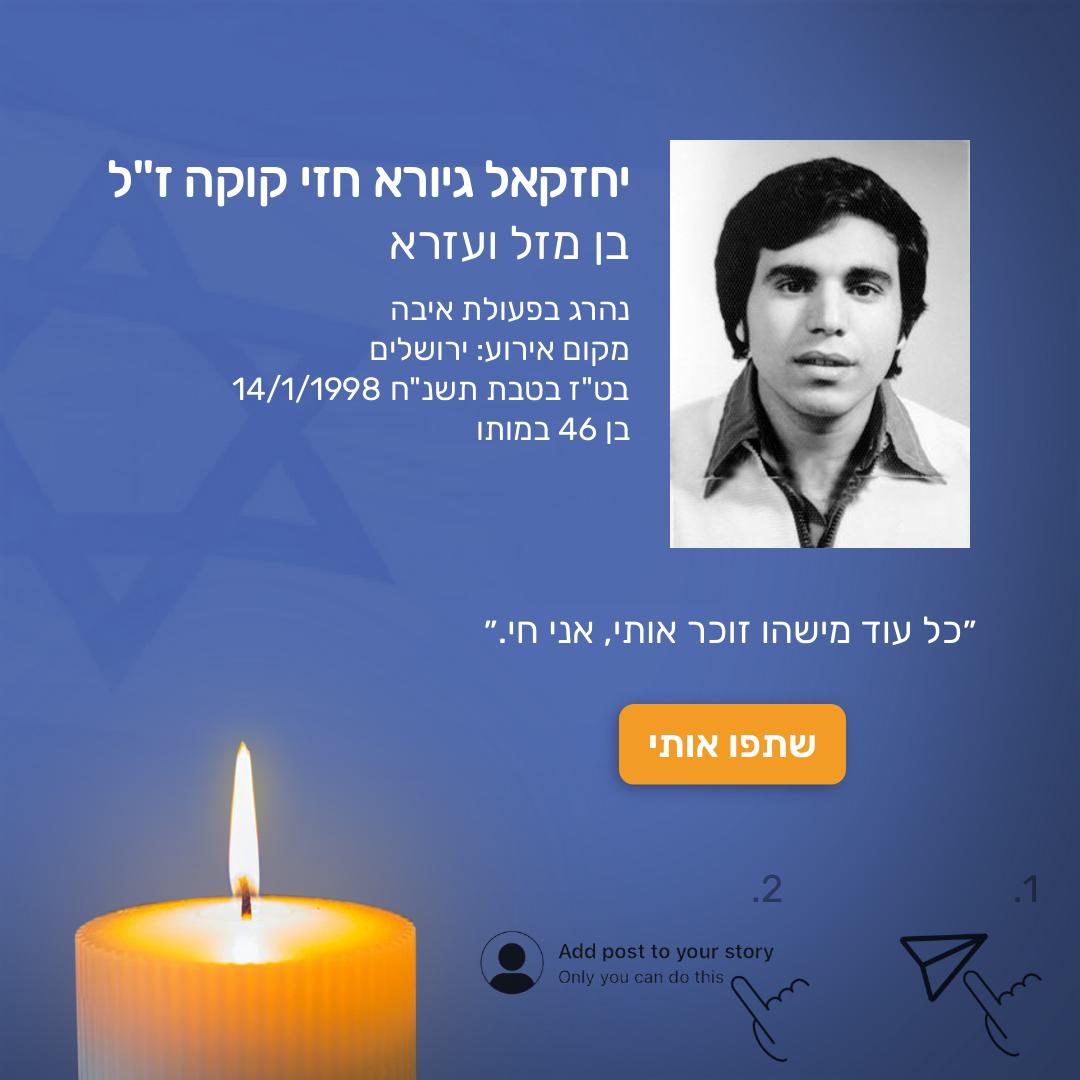 יחזקאל גיורא חזי קוקה ז"ל
בן מזל ועזרא
נהרג בפעולת איבה
מקום אירוע: ירושלים
בט"ז בטבת תשנ"ח 14/1/1998
בן 46 במותו
״כל עוד מישהו זוכר אותי, אני חי.״
שתפו אותי
1.
2.
Add post to your story
Only you can do this